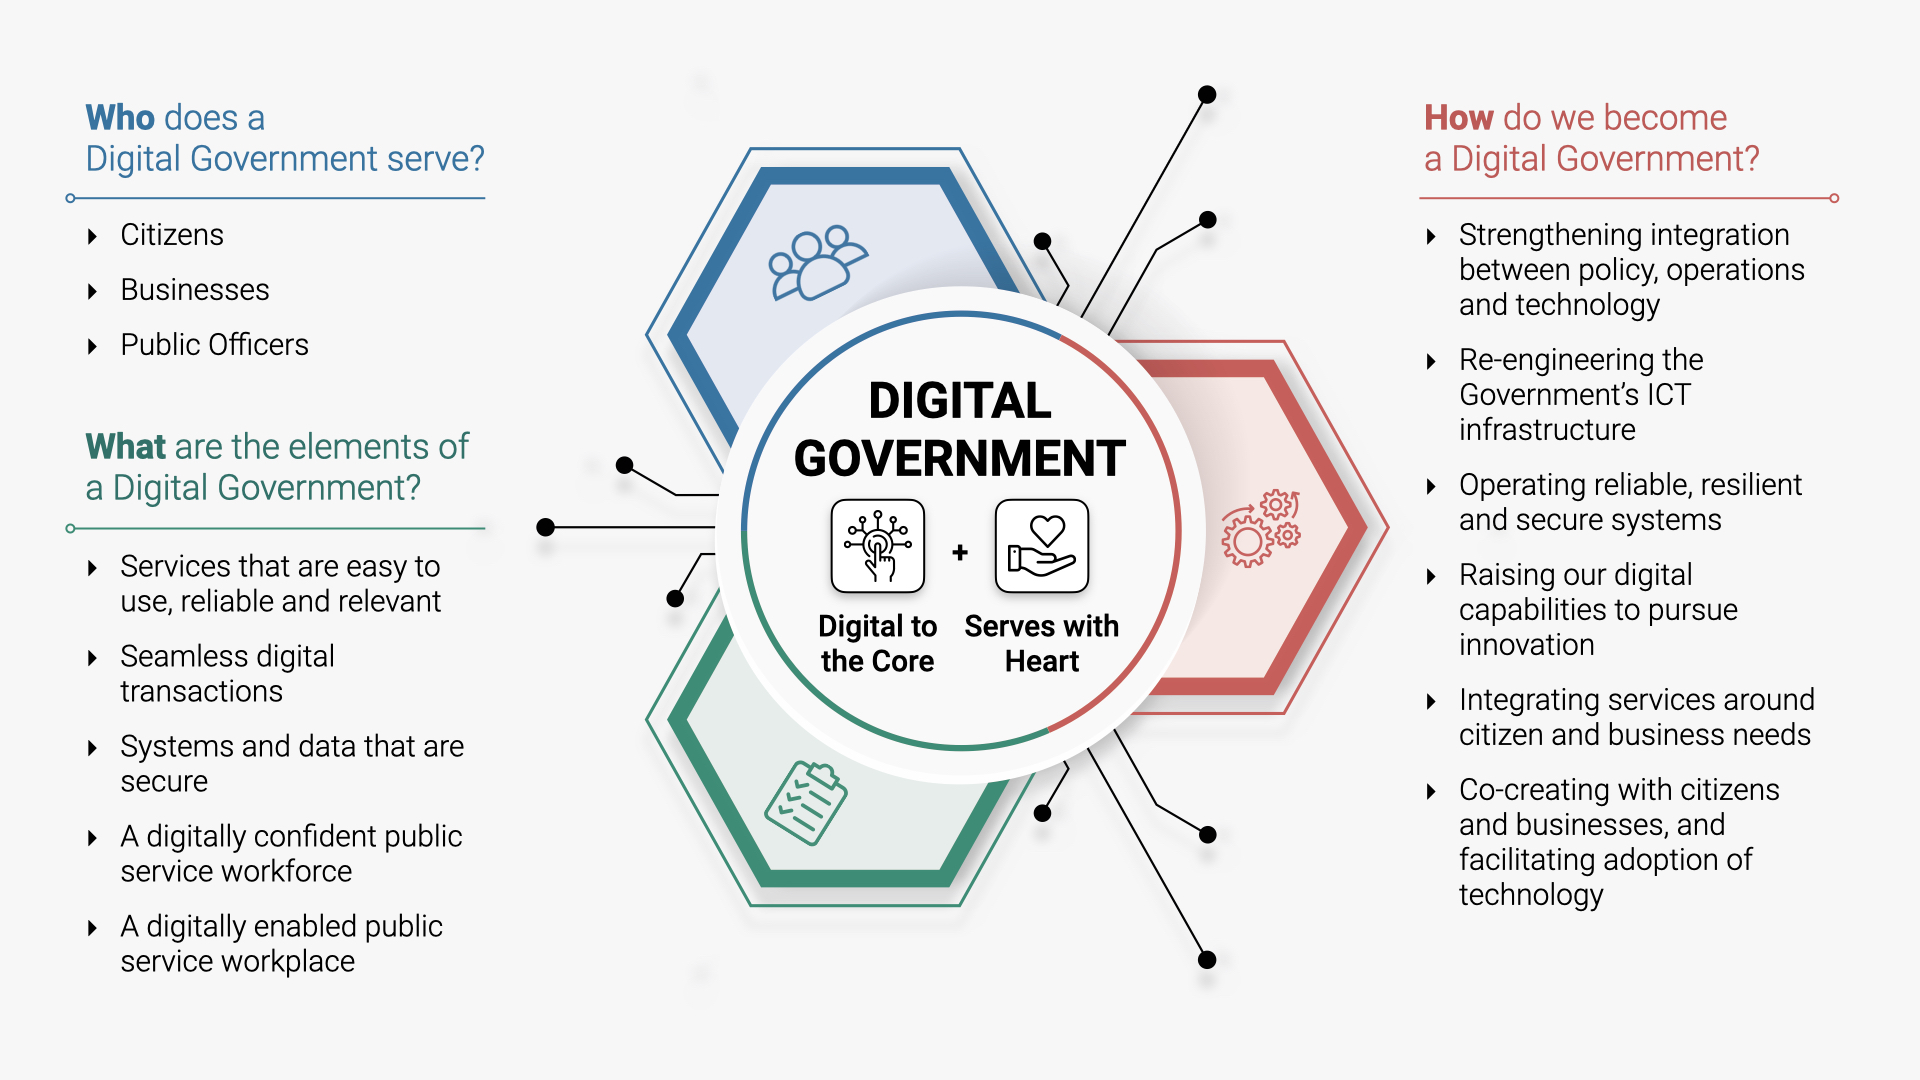 Who does a
Digital Government serve?
Citizens
Businesses
Public Officers
What are the elements of
a Digital Government?
Services that are easy to
use, reliable and relevant
Seamless digital
transactions
Systems and data that are
secure
A digitally confident public
service workforce
A digitally enabled public
service workplace
DIGITAL
GOVERNMENT
+
Digital to
the Core
Serves with
Heart
How do we become
a Digital Government?
Strengthening integration
between policy, operations
and technology
Re-engineering the
Government’s ICT
infrastructure
Operating reliable, resilient
and secure systems
Raising our digital
capabilities to pursue
innovation
Integrating services around
citizen and business needs
Co-creating with citizens
and businesses, and
facilitating adoption of
technology